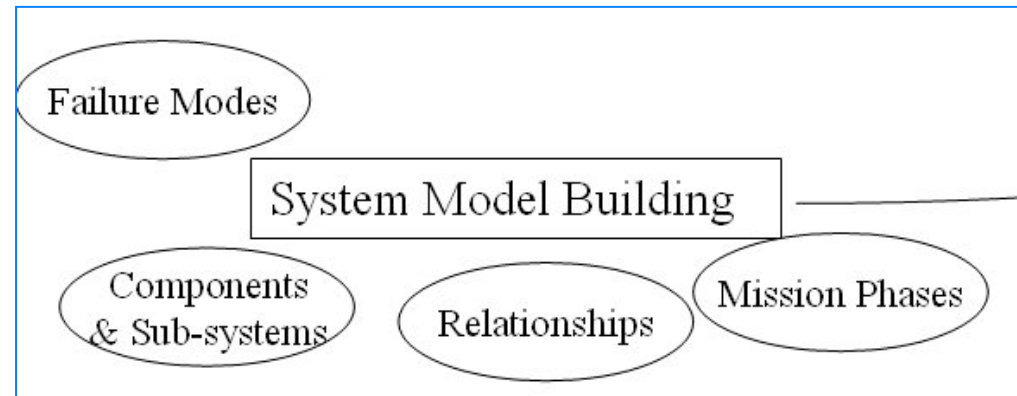 Failure Modes
System Model Building
Components
& Sub-systems
Relationships
Mission Phases